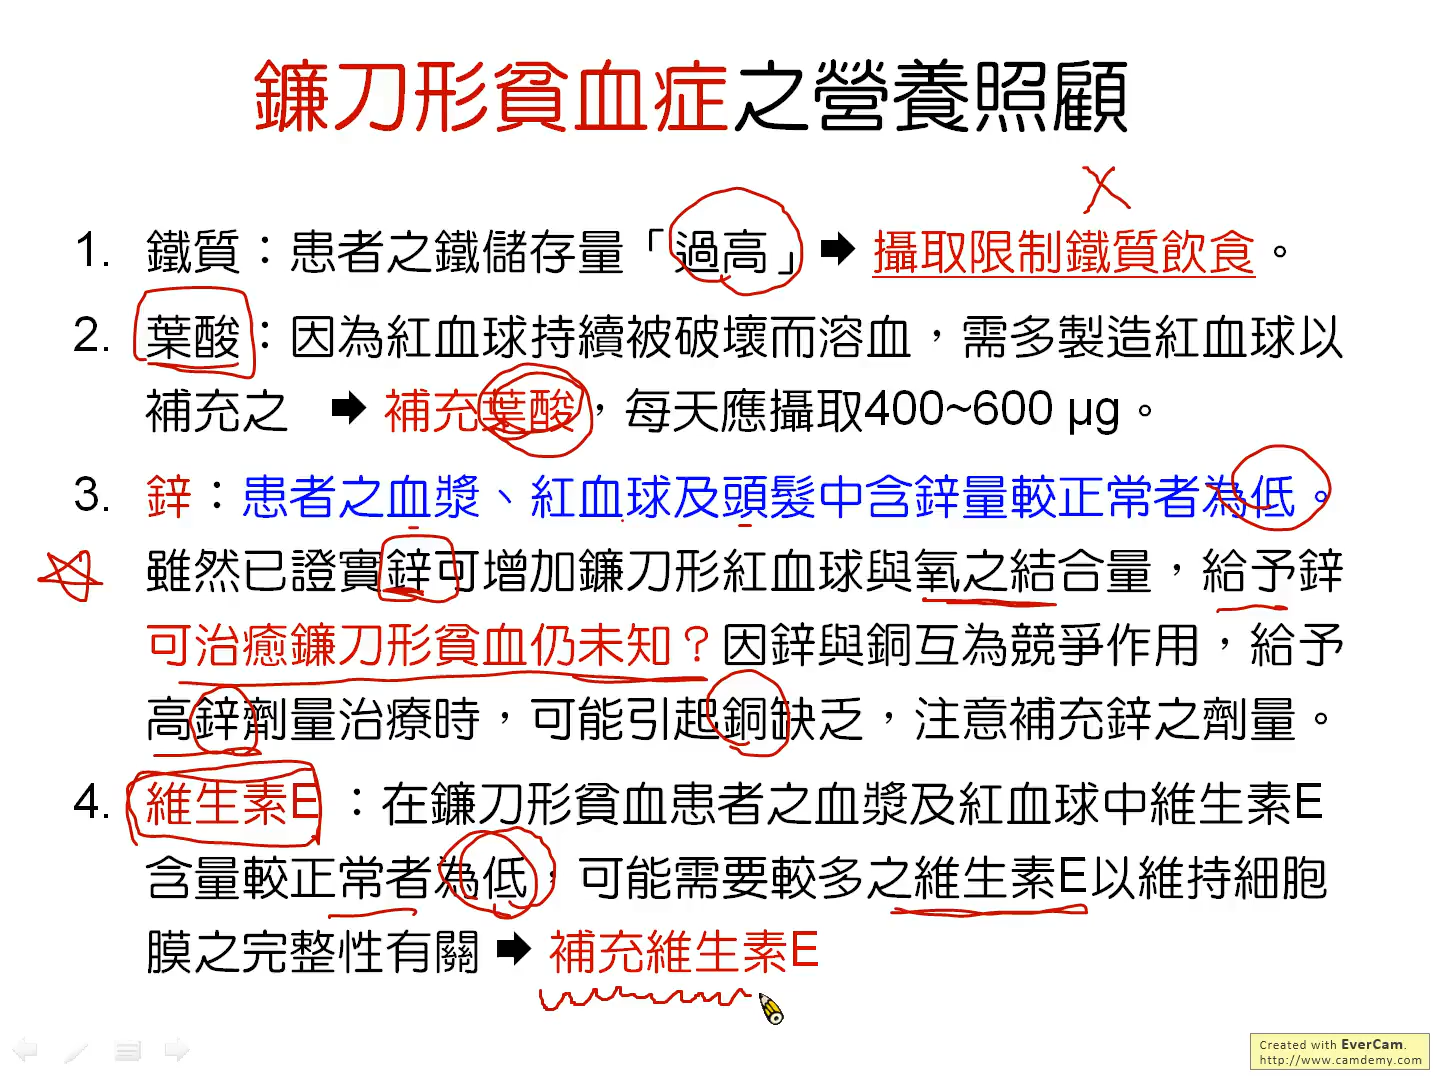 鐮刀形貧血症之營養照顧
1. 鐵質：患者之鐵儲存量「過高」➡攝取限制鐵質飲食。
2. 葉酸：因為紅血球持續被破壞而溶血，需多製造紅血球以
補充之 ➡補充葉酸，每天應攝取400~600 μg。
3. 鋅：患者之血漿、紅血球及頭髮中含鋅量較正常者為低。
雖然已證實鋅可增加鐮刀形紅血球與氧之結合量，給予鋅
可治癒鐮刀形貧血仍未知？因鋅與銅互為競爭作用，給予
高鋅劑量治療時，可能引起銅缺乏，注意補充鋅之劑量。
4. 維生素E ：在鐮刀形貧血患者之血漿及紅血球中維生素E
含量較正常者為低，可能需要較多之維生素E以維持細胞
膜之完整性有關➡補充維生素E
Created with EverCam.
http://www.camdemy.com